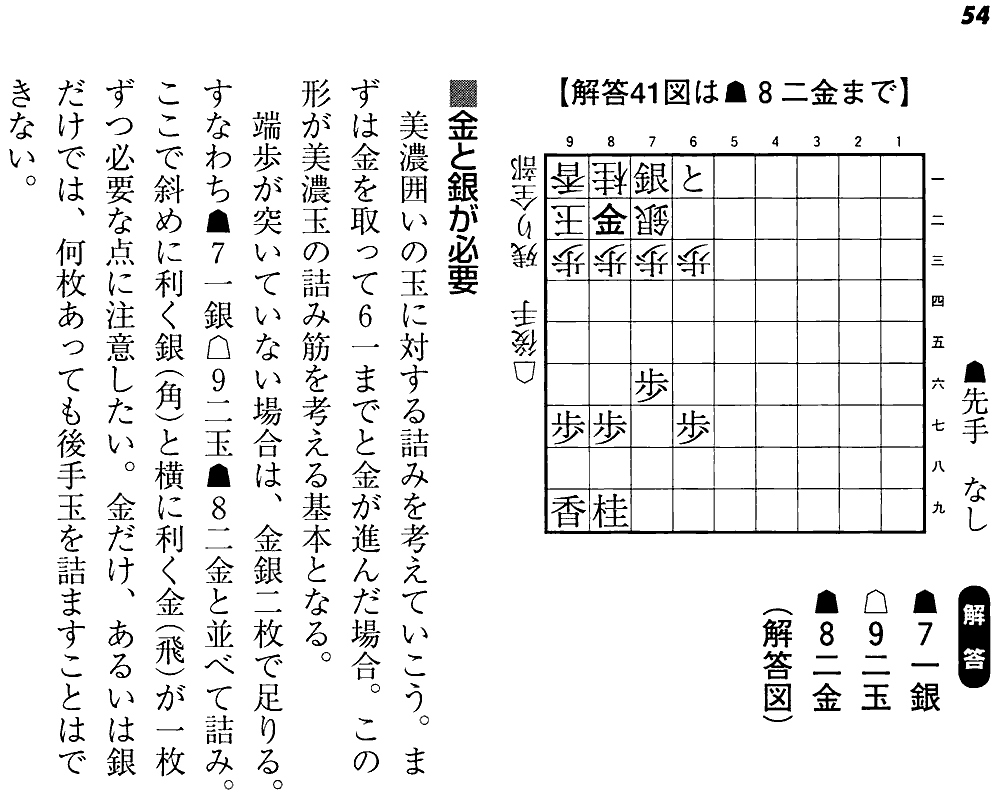 54
解答
☗7一銀
☖9二玉
☗8二金
(解答図)
【解答41図は☗8二金まで】
☗先手　なし
9 8 7 6 5 4 3 2 1
香 桂 銀 と 一
王 金 銀 二
歩 歩 歩 歩 三
四
五
歩 六
歩 歩 歩 七
八
香 桂 九
☖後手　残り全部
■金と銀が必要
　美濃囲いの玉に対する詰みを考えていこう。ま
ずは金を取って6一までと金が進んだ場合。この
形が美濃玉の詰み筋を考える基本となる。
　端歩が突いていない場合は、金銀二枚で足りる。
すなわち☗7一銀☖9二玉☗8二金と並べて詰み。
ここで斜めに利く銀(角)と横に利く金(飛)が一枚
ずつ必要な点に注意したい。金だけ、あるいは銀
だけでは、何枚あっても後手玉を詰ますことはで
きない。